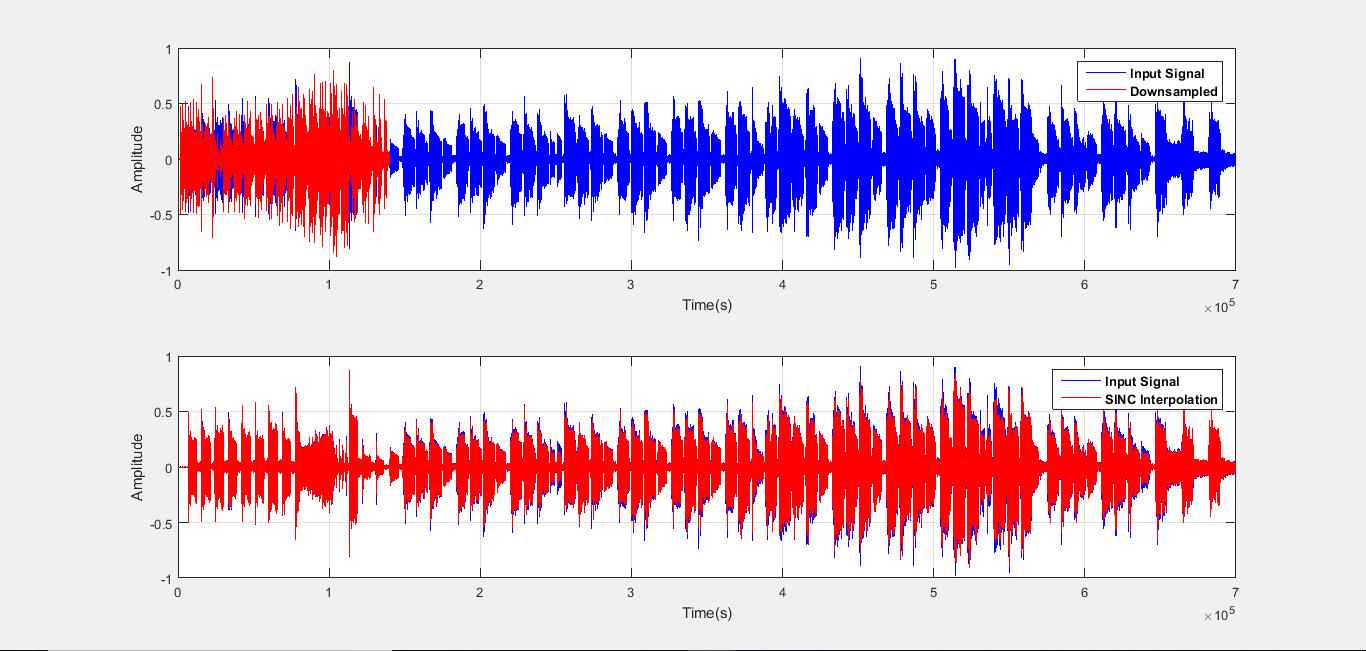 1
0.5
0
-0.5
-1
Amplitude
Input Signal
Downsampled
0 1 2 3 4 5 6 7
Time(s)
×10^5
1
0.5
0
-0.5
-1
Amplitude
Input Signal
SINC Interpolation
0 1 2 3 4 5 6 7
Time(s)
×10^5